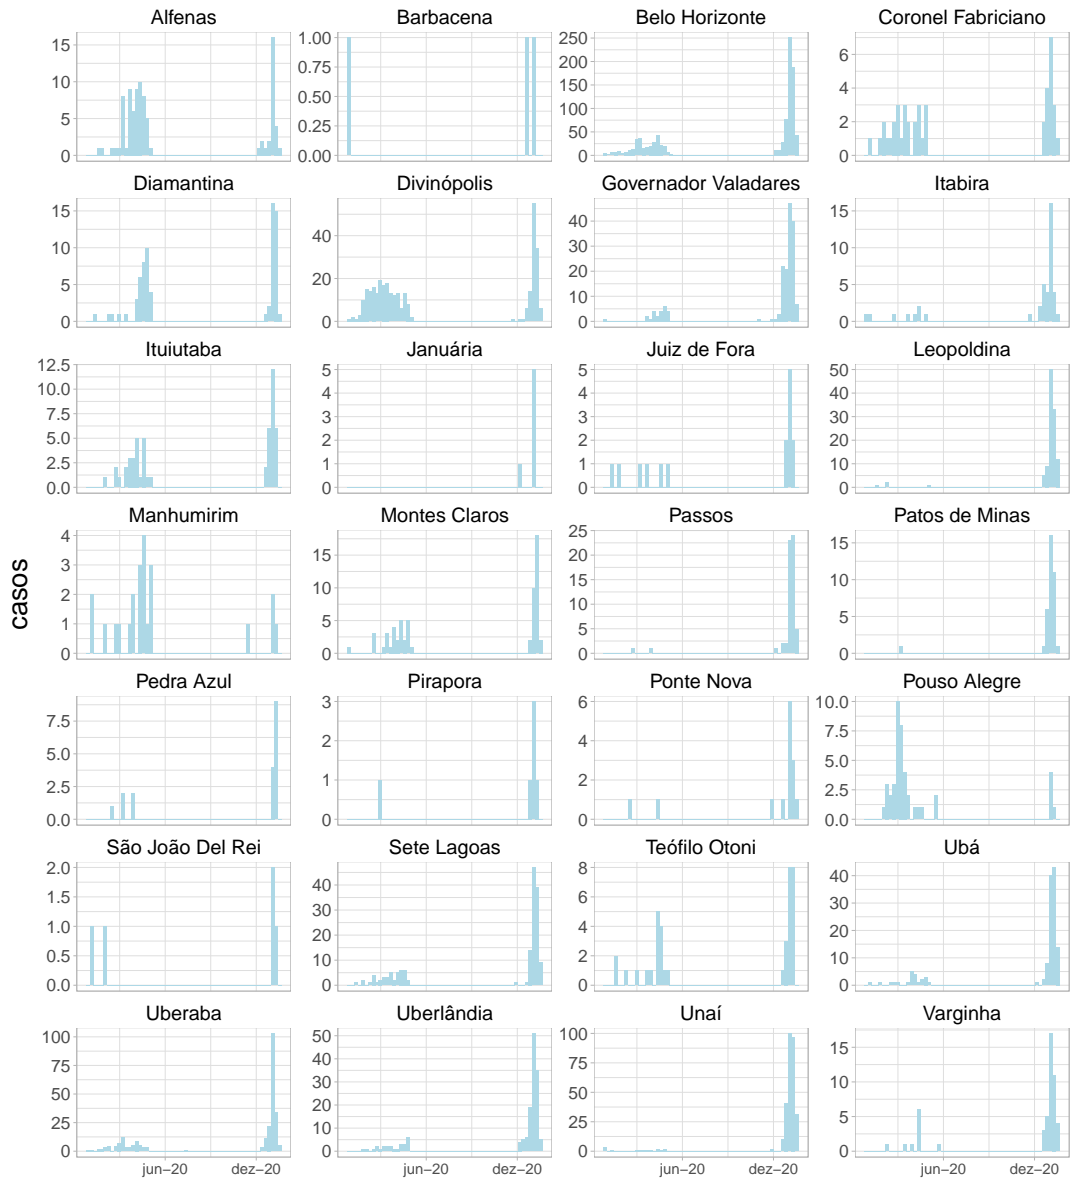 Alfenas Barbacena Belo Horizonte Coronel Fabriciano
15 10 5 0
1.00 0.75 0.50 0.25 0.00
250 200 150 100 50 0
6 4 2 0
Diamantina Divinópolis Governador Valadares Itabira
15 10 5 0
40 20 0
40 30 20 10 0
15 10 5 0
Ituiutaba Januária Juiz de Fora Leopoldina
12.5 10.0 7.5 5.0 2.5 0.0
5 4 3 2 1 0
5 4 3 2 1 0
50 40 30 20 10 0
casos
Manhumirim Montes Claros Passos Patos de Minas
4 3 2 1 0
15 10 5 0
25 20 15 10 5 0
15 10 5 0
Pedra Azul Pirapora Ponte Nova Pouso Alegre
7.5 5.0 2.5 0.0
3 2 1 0
6 4 2 0
10.0 7.5 5.0 2.5 0.0
São João Del Rei Sete Lagoas Teófilo Otoni Ubá
2.0 1.5 1.0 0.5 0.0
40 30 20 10 0
8 6 4 2 0
40 30 20 10 0
Uberaba Uberlândia Unaí Varginha
100 75 50 25 0
50 40 30 20 10 0
100 75 50 25 0
15 10 5 0
jun–20 dez–20 jun–20 dez–20 jun–20 dez–20 jun–20 dez–20